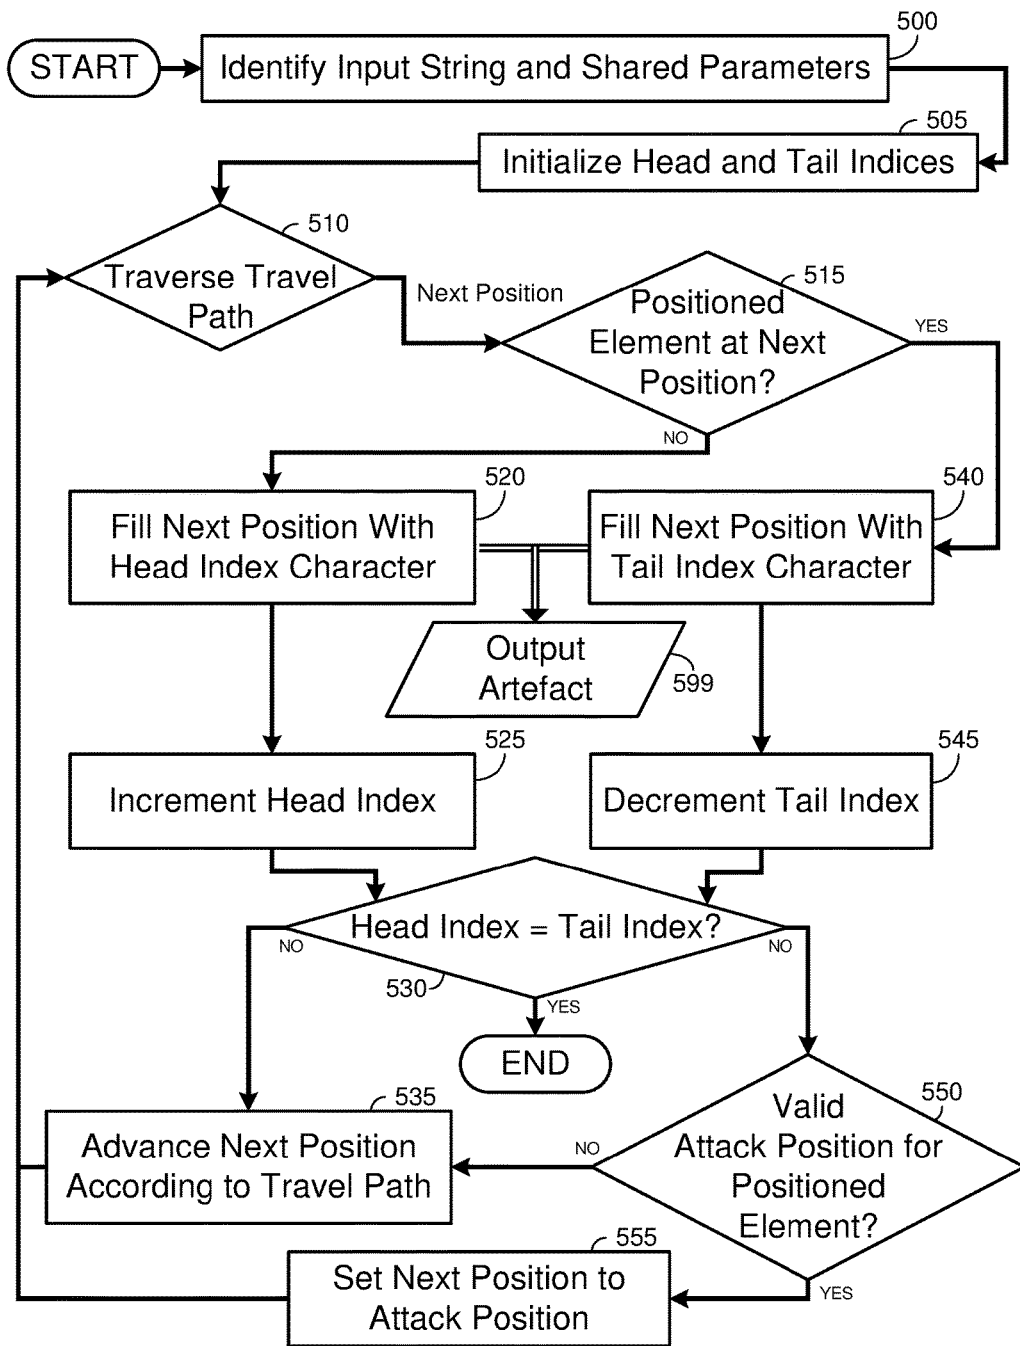 500
START
Identify Input String and Shared Parameters
505
Initialize Head and Tail Indices
510
Traverse Travel
Path
Next Position
515
Positioned
Element at Next
Position?
YES
NO
520
Fill Next Position With
Head Index Character
540
Fill Next Position With
Tail Index Character
Output
Artefact
599
525
Increment Head Index
545
Decrement Tail Index
Head Index = Tail Index?
NO
NO
530
YES
END
535
Advance Next Position
According to Travel Path
550
Valid
Attack Position for
Positioned
Element?
NO
YES
555
Set Next Position to
Attack Position